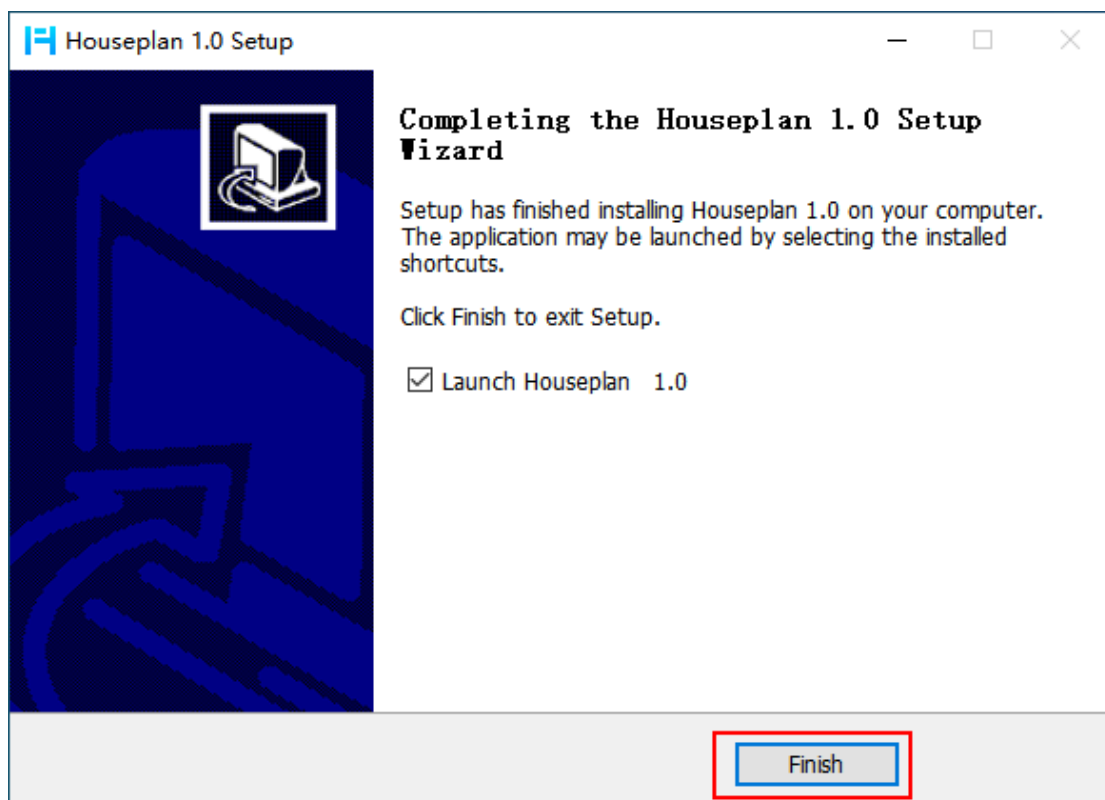 Houseplan 1.0 Setup
Completing the Houseplan 1.0 Setup
Wizard
Setup has finished installing Houseplan 1.0 on your computer.
The application may be launched by selecting the installed
shortcuts.
Click Finish to exit Setup.
Launch Houseplan 1.0
Finish